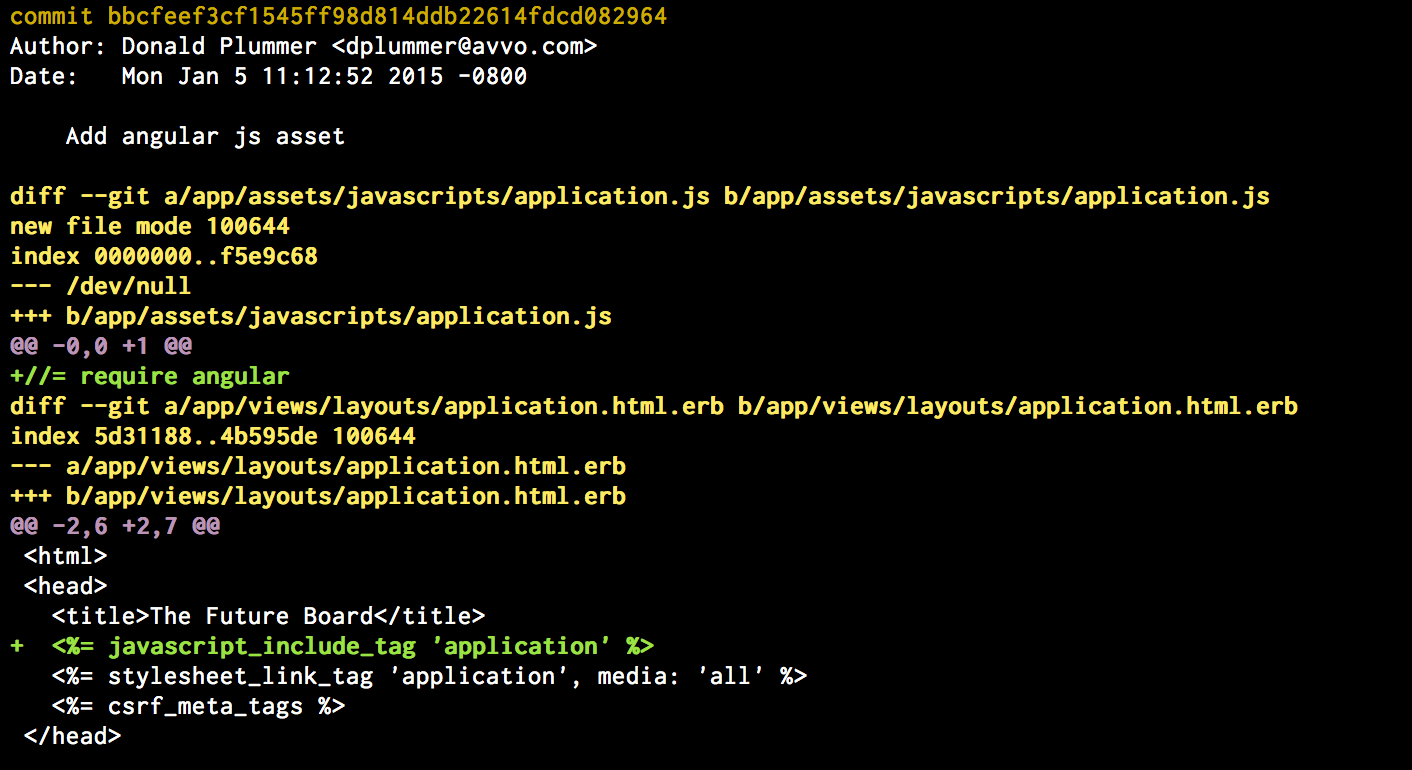 commit bbcfeef3cf1545ff98d814ddb22614fdcd082964
Author: Donald Plummer <dplummer@avvo.com>
Date:   Mon Jan 5 11:12:52 2015 -0800

    Add angular js asset

diff --git a/app/assets/javascripts/application.js b/app/assets/javascripts/application.js
new file mode 100644
index 0000000..f5e9c68
--- /dev/null
+++ b/app/assets/javascripts/application.js
@@ -0,0 +1 @@
+//= require angular
diff --git a/app/views/layouts/application.html.erb b/app/views/layouts/application.html.erb
index 5d31188..4b595de 100644
--- a/app/views/layouts/application.html.erb
+++ b/app/views/layouts/application.html.erb
@@ -2,6 +2,7 @@
 <html>
 <head>
   <title>The Future Board</title>
+  <%= javascript_include_tag 'application' %>
   <%= stylesheet_link_tag 'application', media: 'all' %>
   <%= csrf_meta_tags %>
 </head>